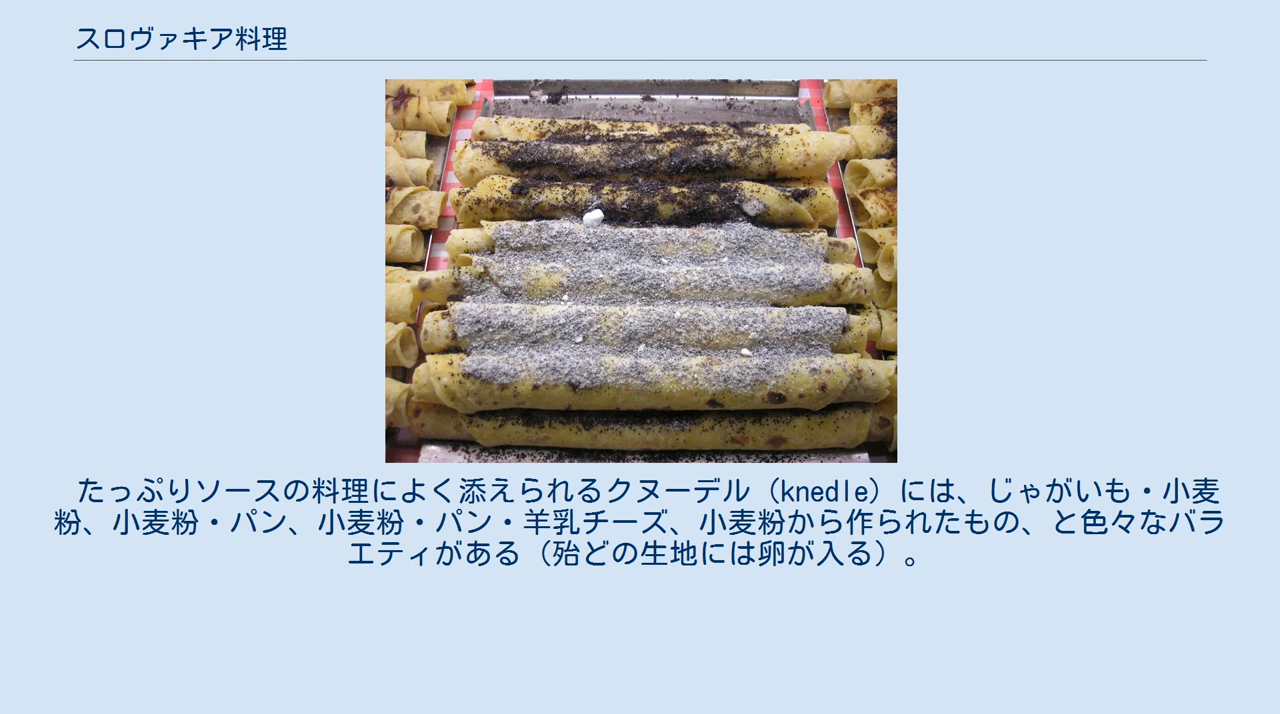 スロヴァキア料理
たっぷりソースの料理によく添えられるクヌーデル（knedle）には、じゃがいも・小麦
粉、小麦粉・パン、小麦粉・パン・羊乳チーズ、小麦粉から作られたもの、と色々なバラ
エティがある（殆どの生地には卵が入る）。